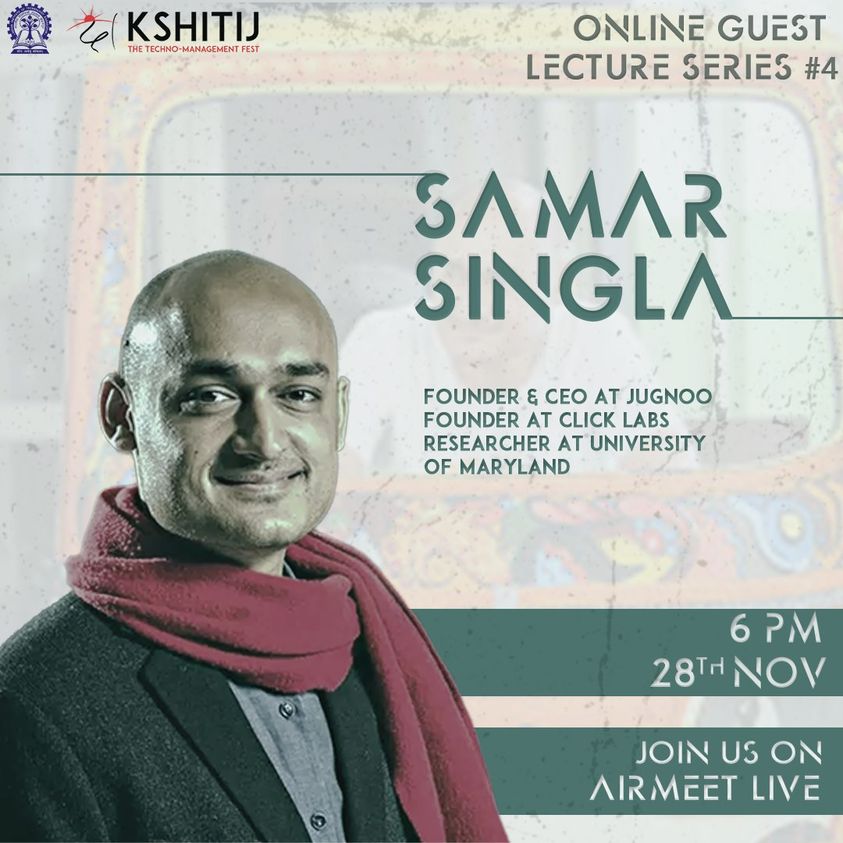 KSHITIJ
THE TECHNO-MANAGEMENT FEST
ONLINE GUEST
LECTURE SERIES #4
SAMAR
SINGLA
FOUNDER & CEO AT JUGNOO
FOUNDER AT CLICK LABS
RESEARCHER AT UNIVERSITY
OF MARYLAND
6 PM
28TH NOV
JOIN US ON
AIRMEET LIVE